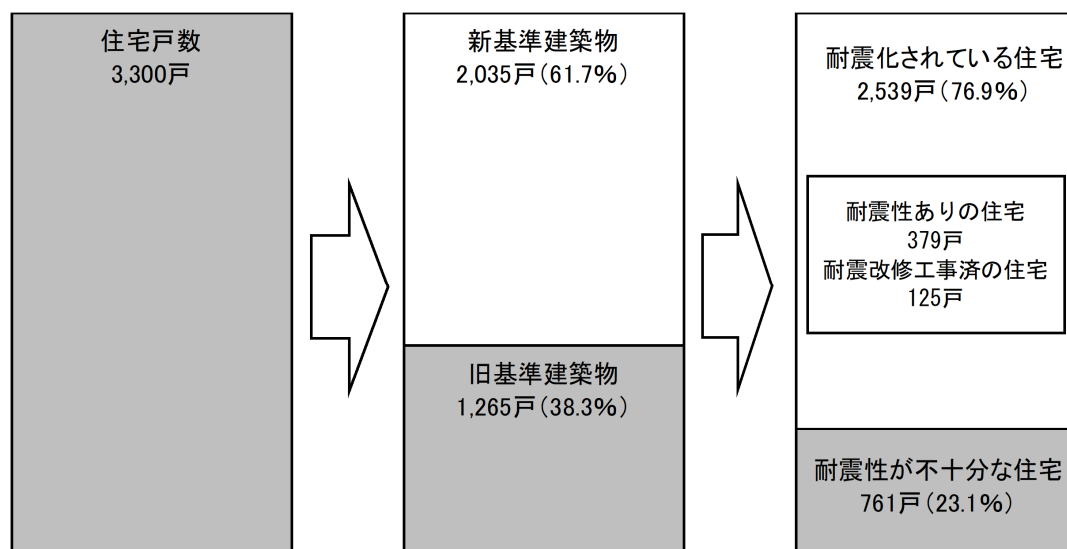 住宅戸数
3,300戸
新基準建築物
2,035戸(61.7%)
旧基準建築物
1,265戸(38.3%)
耐震化されている住宅
2,539戸(76.9%)
耐震性ありの住宅
379戸
耐震改修工事済の住宅
125戸
耐震性が不十分な住宅
761戸(23.1%)